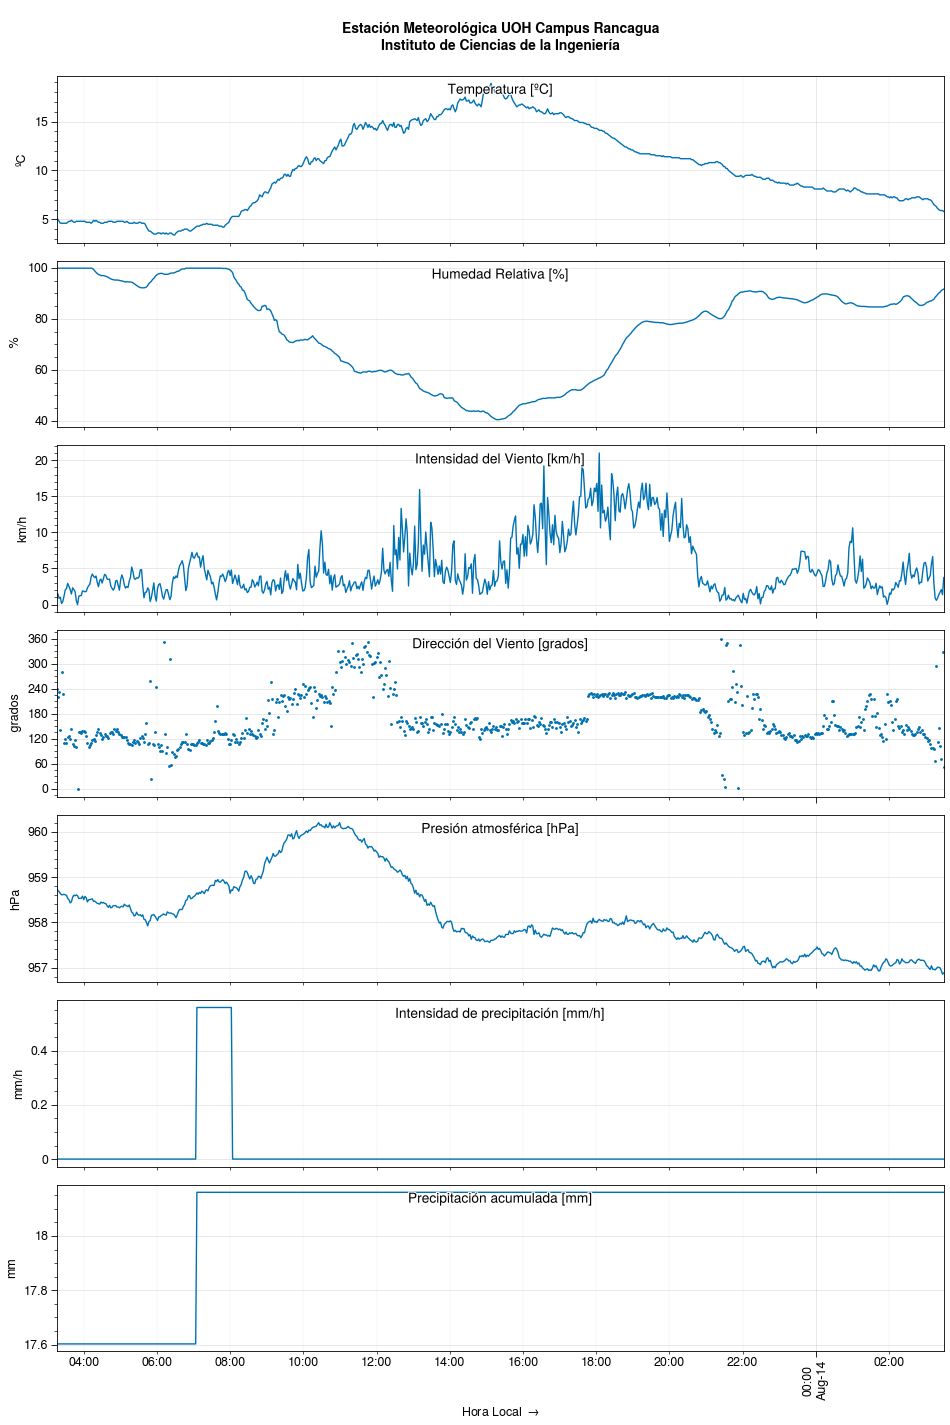 Estación Meteorológica UOH Campus Rancagua
Instituto de Ciencias de la Ingeniería
Temperatura [ºC]
ºC
15
10
5
Humedad Relativa [%]
%
100
80
60
40
Intensidad del Viento [km/h]
km/h
20
15
10
5
0
Dirección del Viento [grados]
grados
360
300
240
180
120
60
0
Presión atmosférica [hPa]
hPa
960
959
958
957
Intensidad de precipitación [mm/h]
mm/h
0.4
0.2
0
Precipitación acumulada [mm]
mm
18
17.8
17.6
04:00 06:00 08:00 10:00 12:00 14:00 16:00 18:00 20:00 22:00 00:00 02:00
Aug-14
Hora Local →